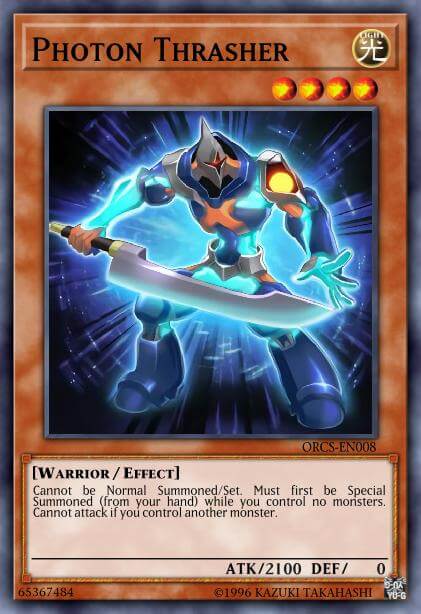 PHOTON THRASHER
LIGHT
光
ORCS-EN008
[WARRIOR / EFFECT]
Cannot be Normal Summoned/Set. Must first be Special
Summoned (from your hand) while you control no monsters.
Cannot attack if you control another monster.
ATK/2100 DEF/ 0
65367484
©1996 KAZUKI TAKAHASHI